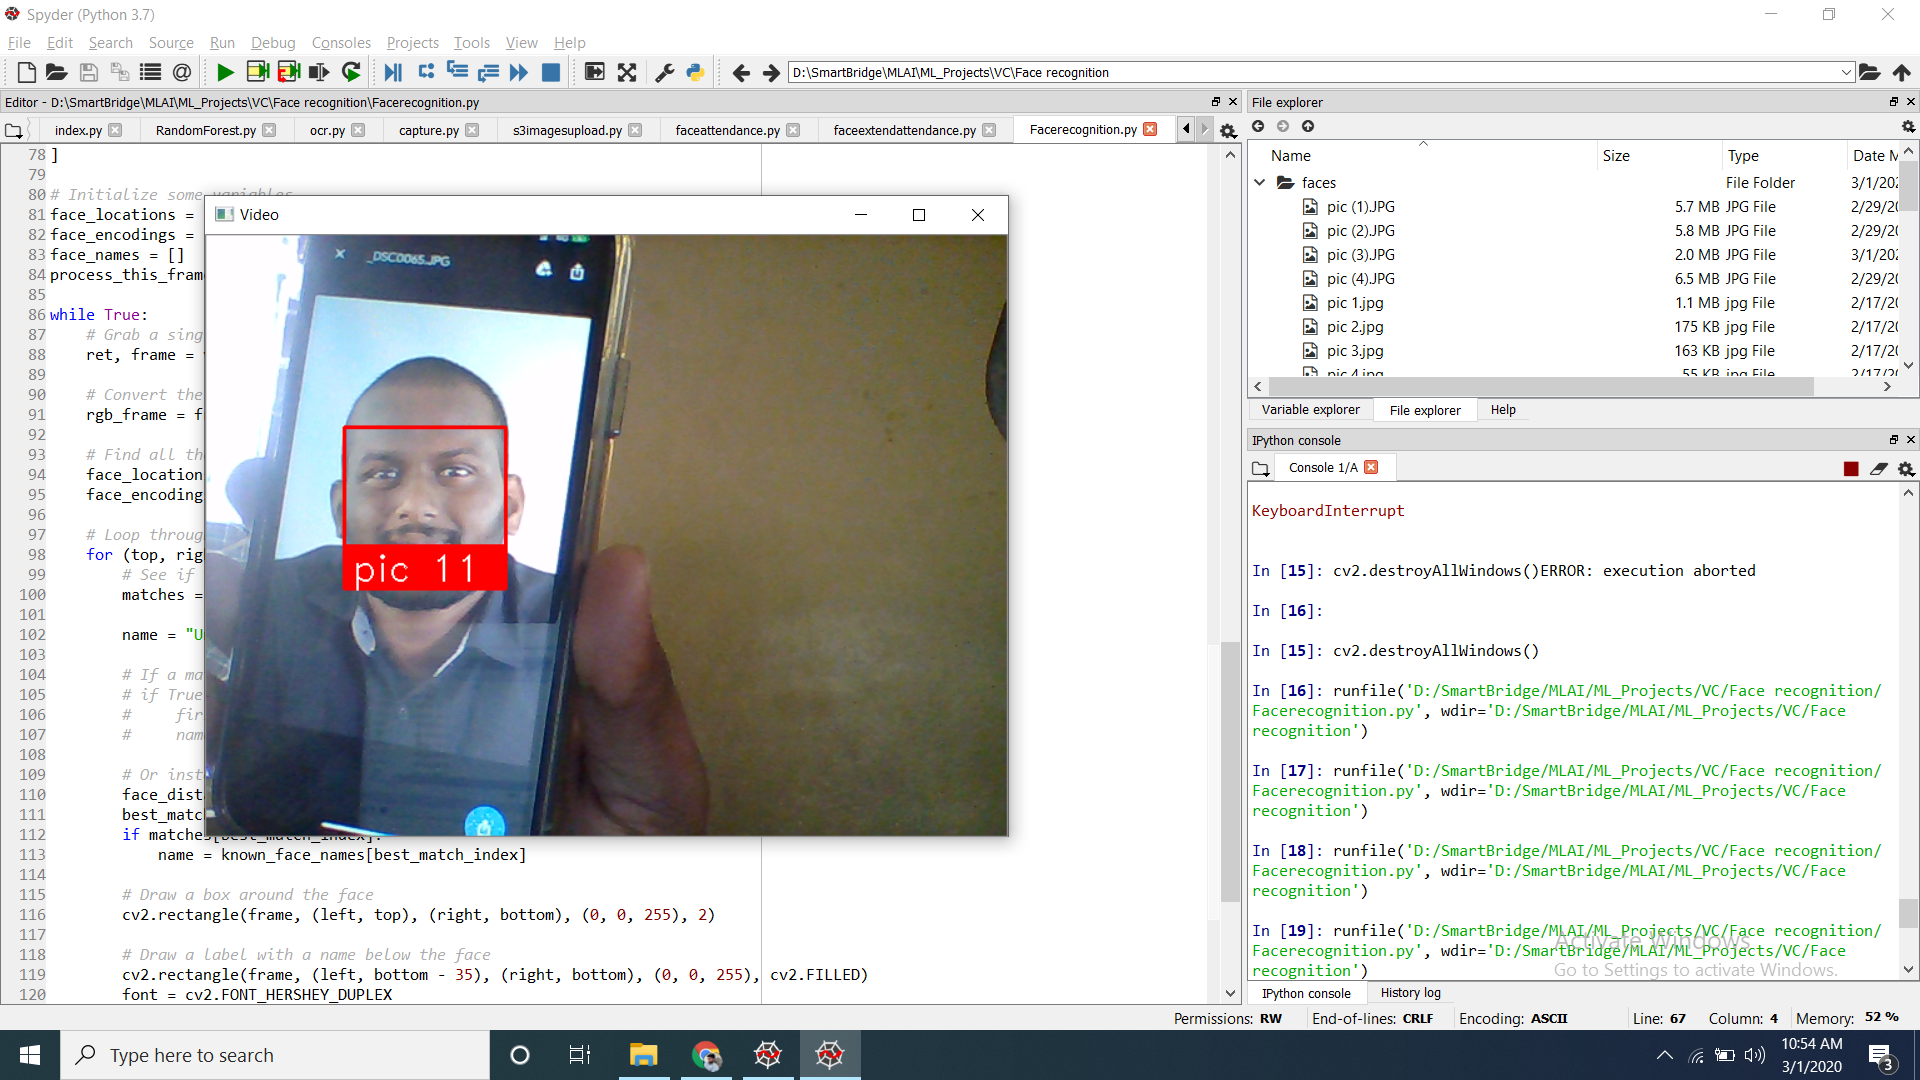 Spyder (Python 3.7)
File Edit Search Source Run Debug Consoles Projects Tools View Help
D:\SmartBridge\MLAI\ML_Projects\VC\Face recognition
Editor - D:\SmartBridge\MLAI\ML_Projects\VC\Face recognition\Facerecognition.py
index.py RandomForest.py ocr.py capture.py s3imagesupload.py faceattendance.py faceextendattendance.py Facerecognition.py
78 ]
79
80 # Initialize some variables
81 face_locations =
82 face_encodings =
83 face_names = []
84 process_this_fram
85
86 while True:
87 # Grab a sing
88 ret, frame =
89
90 # Convert the
91 rgb_frame = f
92
93 # Find all th
94 face_location
95 face_encoding
96
97 # Loop throug
98 for (top, rig
99 # See if
100 matches =
101
102 name = "U
103
104 # If a ma
105 # if True
106 # fir
107 # nam
108
109 # Or inst
110 face_dist
111 best_matc
112 if matches[best_match_index]:
113 name = known_face_names[best_match_index]
114
115 # Draw a box around the face
116 cv2.rectangle(frame, (left, top), (right, bottom), (0, 0, 255), 2)
117
118 # Draw a label with a name below the face
119 cv2.rectangle(frame, (left, bottom - 35), (right, bottom), (0, 0, 255), cv2.FILLED)
120 font = cv2.FONT_HERSHEY_DUPLEX
Video
_DSC0065.JPG
pic 11
File explorer
Name Size Type Date M
faces File Folder 3/1/202
pic (1).JPG 5.7 MB JPG File 2/29/20
pic (2).JPG 5.8 MB JPG File 2/29/20
pic (3).JPG 2.0 MB JPG File 3/1/202
pic (4).JPG 6.5 MB JPG File 2/29/20
pic 1.jpg 1.1 MB jpg File 2/17/20
pic 2.jpg 175 KB jpg File 2/17/20
pic 3.jpg 163 KB jpg File 2/17/20
pic 4.jpg 55 KB jpg File 2/17/20
Variable explorer File explorer Help
IPython console
Console 1/A
KeyboardInterrupt
In [15]: cv2.destroyAllWindows()ERROR: execution aborted
In [16]:
In [15]: cv2.destroyAllWindows()
In [16]: runfile('D:/SmartBridge/MLAI/ML_Projects/VC/Face recognition/
Facerecognition.py', wdir='D:/SmartBridge/MLAI/ML_Projects/VC/Face
recognition')
In [17]: runfile('D:/SmartBridge/MLAI/ML_Projects/VC/Face recognition/
Facerecognition.py', wdir='D:/SmartBridge/MLAI/ML_Projects/VC/Face
recognition')
In [18]: runfile('D:/SmartBridge/MLAI/ML_Projects/VC/Face recognition/
Facerecognition.py', wdir='D:/SmartBridge/MLAI/ML_Projects/VC/Face
recognition')
In [19]: runfile('D:/SmartBridge/MLAI/ML_Projects/VC/Face recognition/
Facerecognition.py', wdir='D:/SmartBridge/MLAI/ML_Projects/VC/Face
recognition')
Activate Windows
Go to Settings to activate Windows.
IPython console History log
Permissions: RW End-of-lines: CRLF Encoding: ASCII Line: 67 Column: 4 Memory: 52 %
Type here to search
10:54 AM
3/1/2020
3